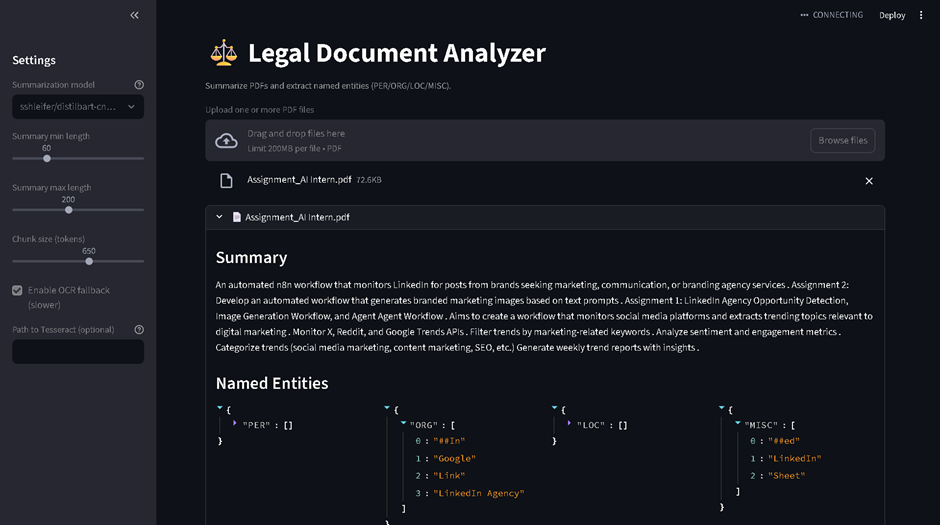 CONNECTING Deploy
Settings
Summarization model
sshleifer/distilbart-cn...
Summary min length
60
Summary max length
200
Chunk size (tokens)
650
Enable OCR fallback
(slower)
Path to Tesseract (optional)
Legal Document Analyzer
Summarize PDFs and extract named entities (PER/ORG/LOC/MISC).
Upload one or more PDF files
Drag and drop files here
Limit 200MB per file • PDF
Browse files
Assignment_AI Intern.pdf 72.6KB
Assignment_AI Intern.pdf
Summary
An automated n8n workflow that monitors LinkedIn for posts from brands seeking marketing, communication, or branding agency services . Assignment 2:
Develop an automated workflow that generates branded marketing images based on text prompts . Assignment 1: LinkedIn Agency Opportunity Detection,
Image Generation Workflow, and Agent Agent Workflow . Aims to create a workflow that monitors social media platforms and extracts trending topics relevant to
digital marketing . Monitor X, Reddit, and Google Trends APIs . Filter trends by marketing-related keywords . Analyze sentiment and engagement metrics .
Categorize trends (social media marketing, content marketing, SEO, etc.) Generate weekly trend reports with insights .
Named Entities
{
"PER" : []
}
{
"ORG" : [
0 : "##In"
1 : "Google"
2 : "Link"
3 : "LinkedIn Agency"
]
}
{
"LOC" : []
}
{
"MISC" : [
0 : "##ed"
1 : "LinkedIn"
2 : "Sheet"
]
}